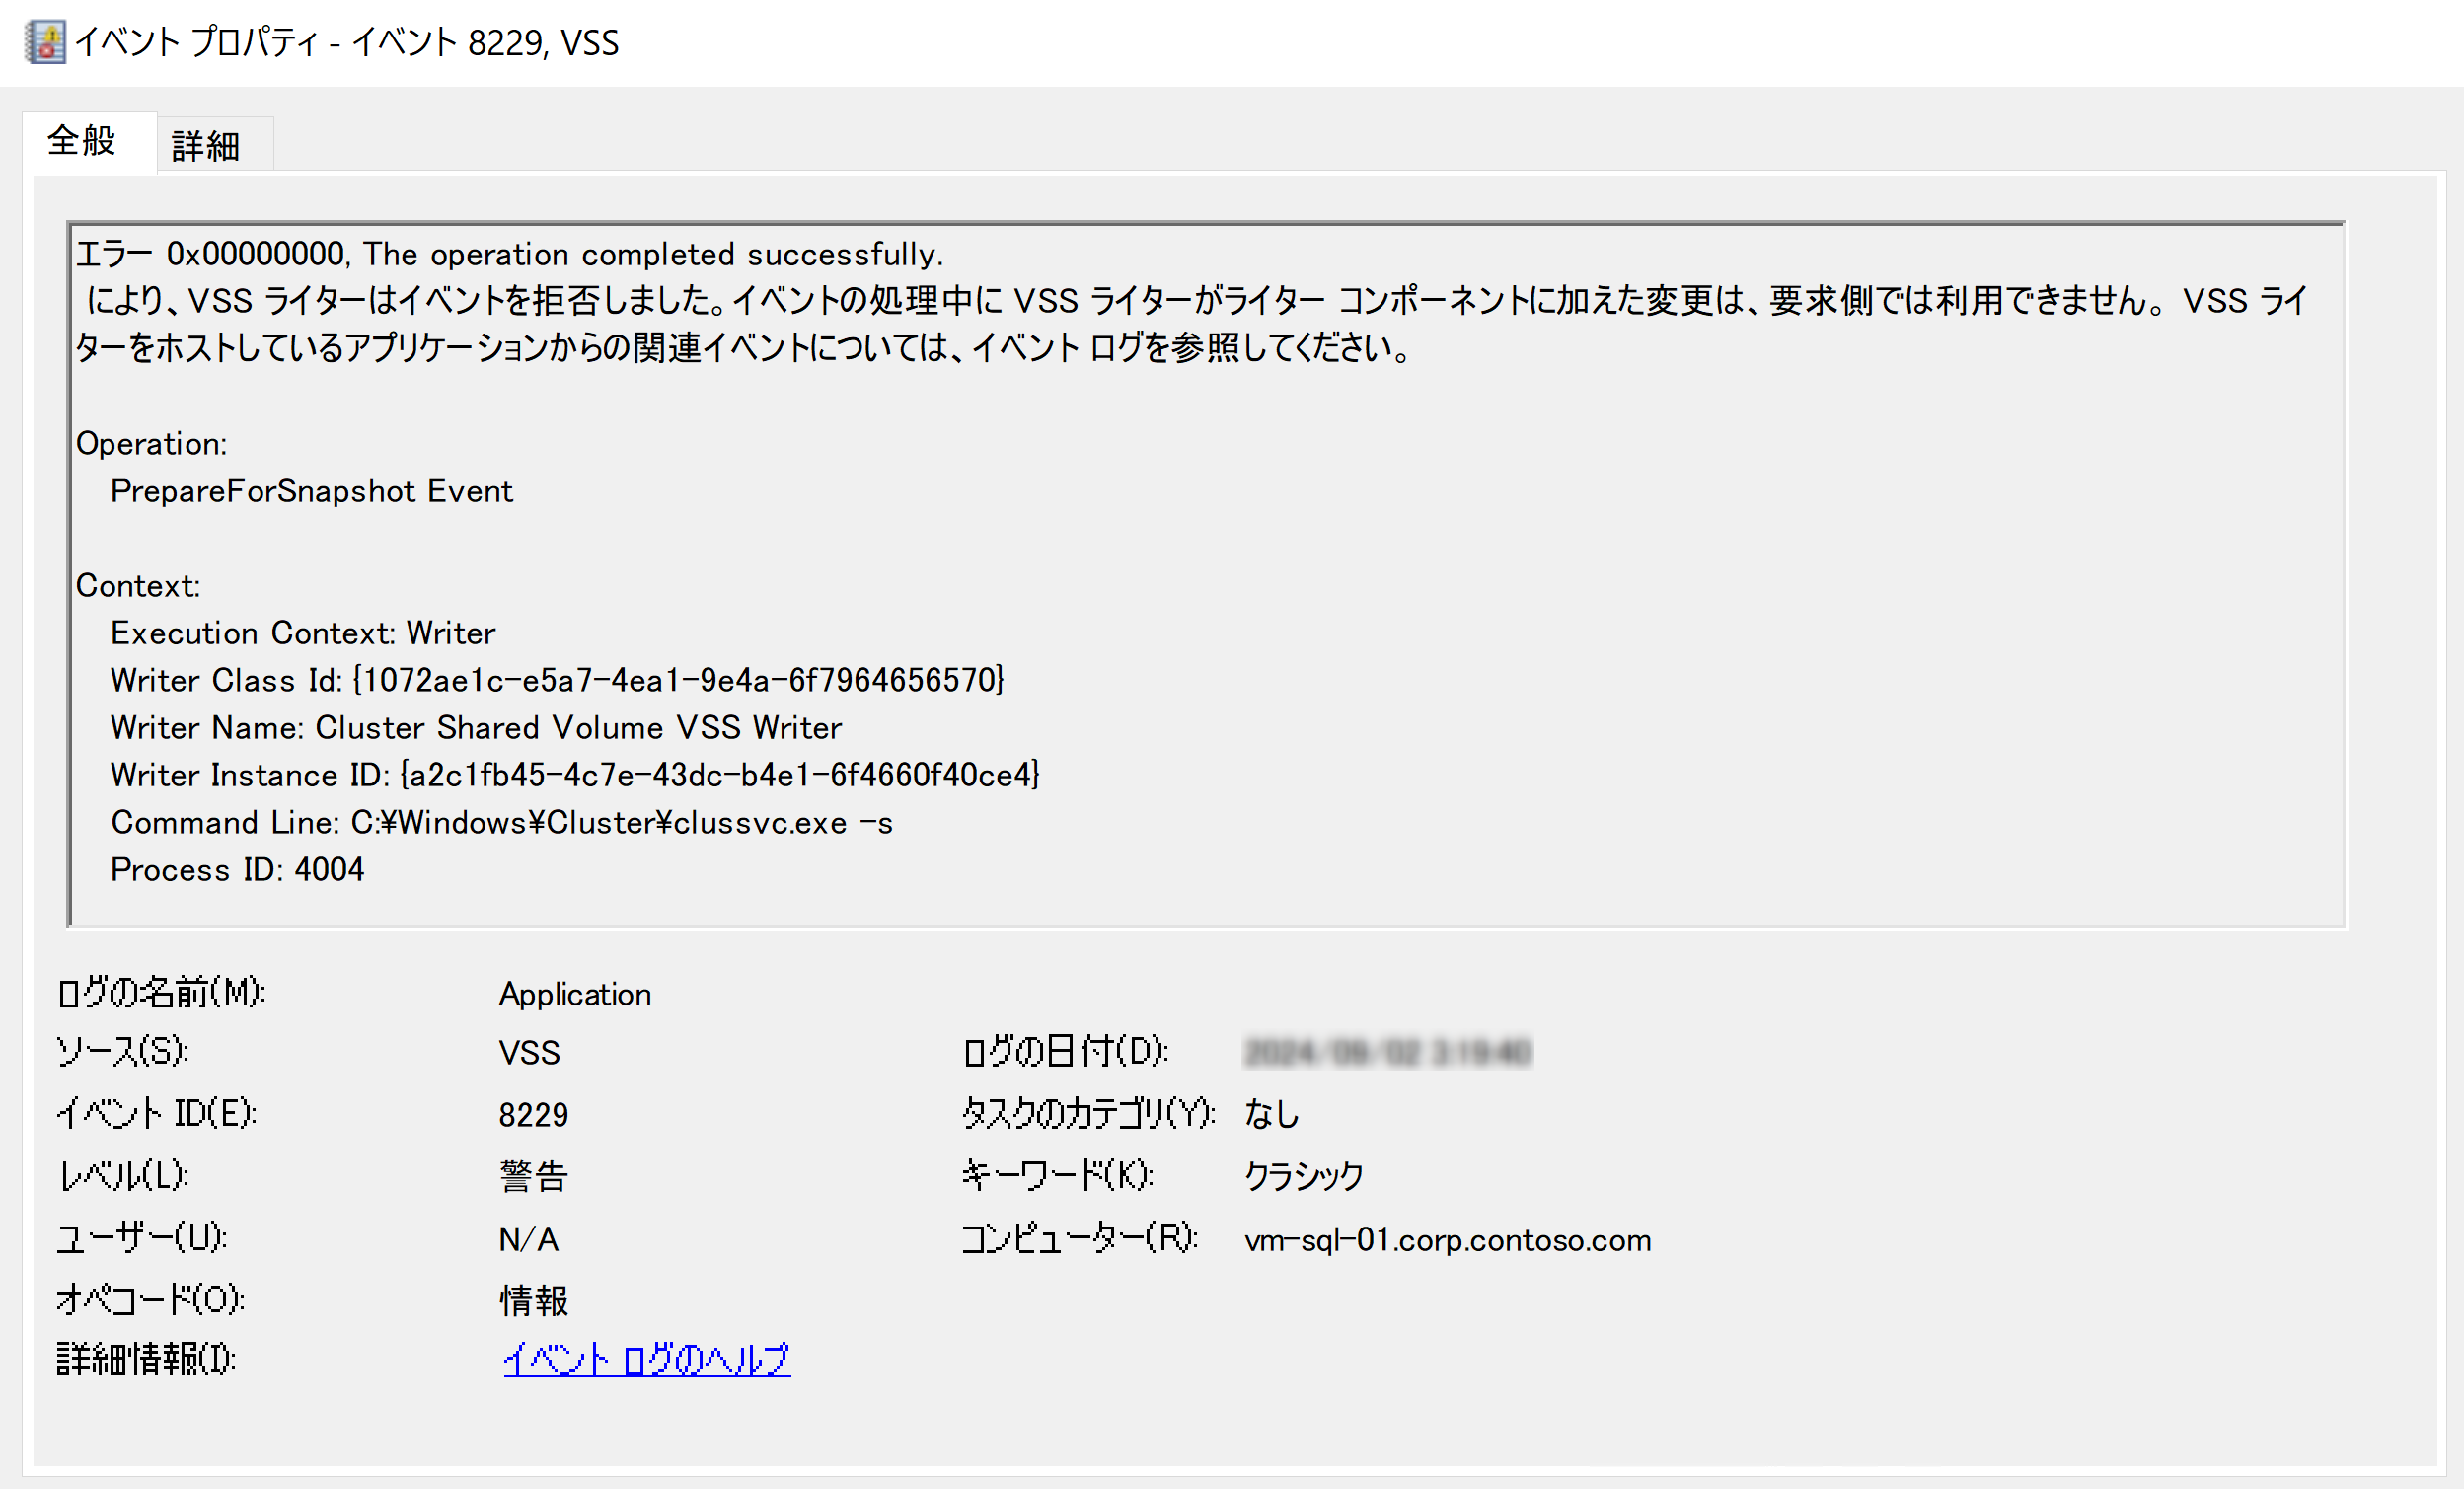 イベント プロパティ - イベント 8229, VSS
全般
詳細
エラー 0x00000000, The operation completed successfully.
により、VSS ライターはイベントを拒否しました。イベントの処理中に VSS ライターがライター コンポーネントに加えた変更は、要求側では利用できません。 VSS ライ
ターをホストしているアプリケーションからの関連イベントについては、イベント ログを参照してください。
Operation:
PrepareForSnapshot Event
Context:
Execution Context: Writer
Writer Class Id: {1072ae1c-e5a7-4ea1-9e4a-6f7964656570}
Writer Name: Cluster Shared Volume VSS Writer
Writer Instance ID: {a2c1fb45-4c7e-43dc-b4e1-6f4660f40ce4}
Command Line: C:¥Windows¥Cluster¥clussvc.exe -s
Process ID: 4004
ログの名前(M): Application
ソース(S): VSS ログの日付(D):
イベント ID(E): 8229 タスクのカテゴリ(Y): なし
レベル(L): 警告 キーワード(K): クラシック
ユーザー(U): N/A コンピューター(R): vm-sql-01.corp.contoso.com
オペコード(O): 情報
詳細情報(I): イベント ログのヘルプ